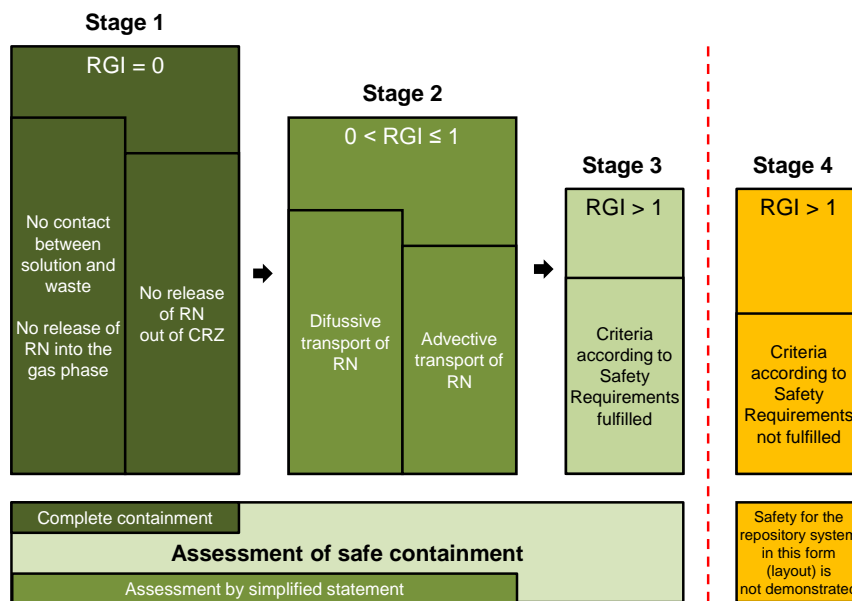 Stage 1
RGI = 0
No contact
between
solution and
waste
No release of
RN into the
gas phase
No release
of RN
out of CRZ
Stage 2
0 < RGI ≤ 1
Difussive
transport of
RN
Advective
transport of
RN
Stage 3
RGI > 1
Criteria
according to
Safety
Requirements
fulfilled
Stage 4
RGI > 1
Criteria
according to
Safety
Requirements
not fulfilled
Complete containment
Assessment of safe containment
Assessment by simplified statement
Safety for the
repository system
in this form
(layout) is
not demonstrated